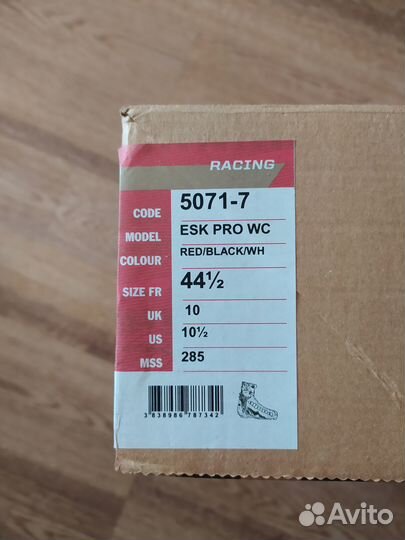 RACING
CODE 5071-7
MODEL ESK PRO WC
COLOUR RED/BLACK/WH
SIZE FR 44½
UK 10
US 10½
MSS 285
3 838986 787342
Avito